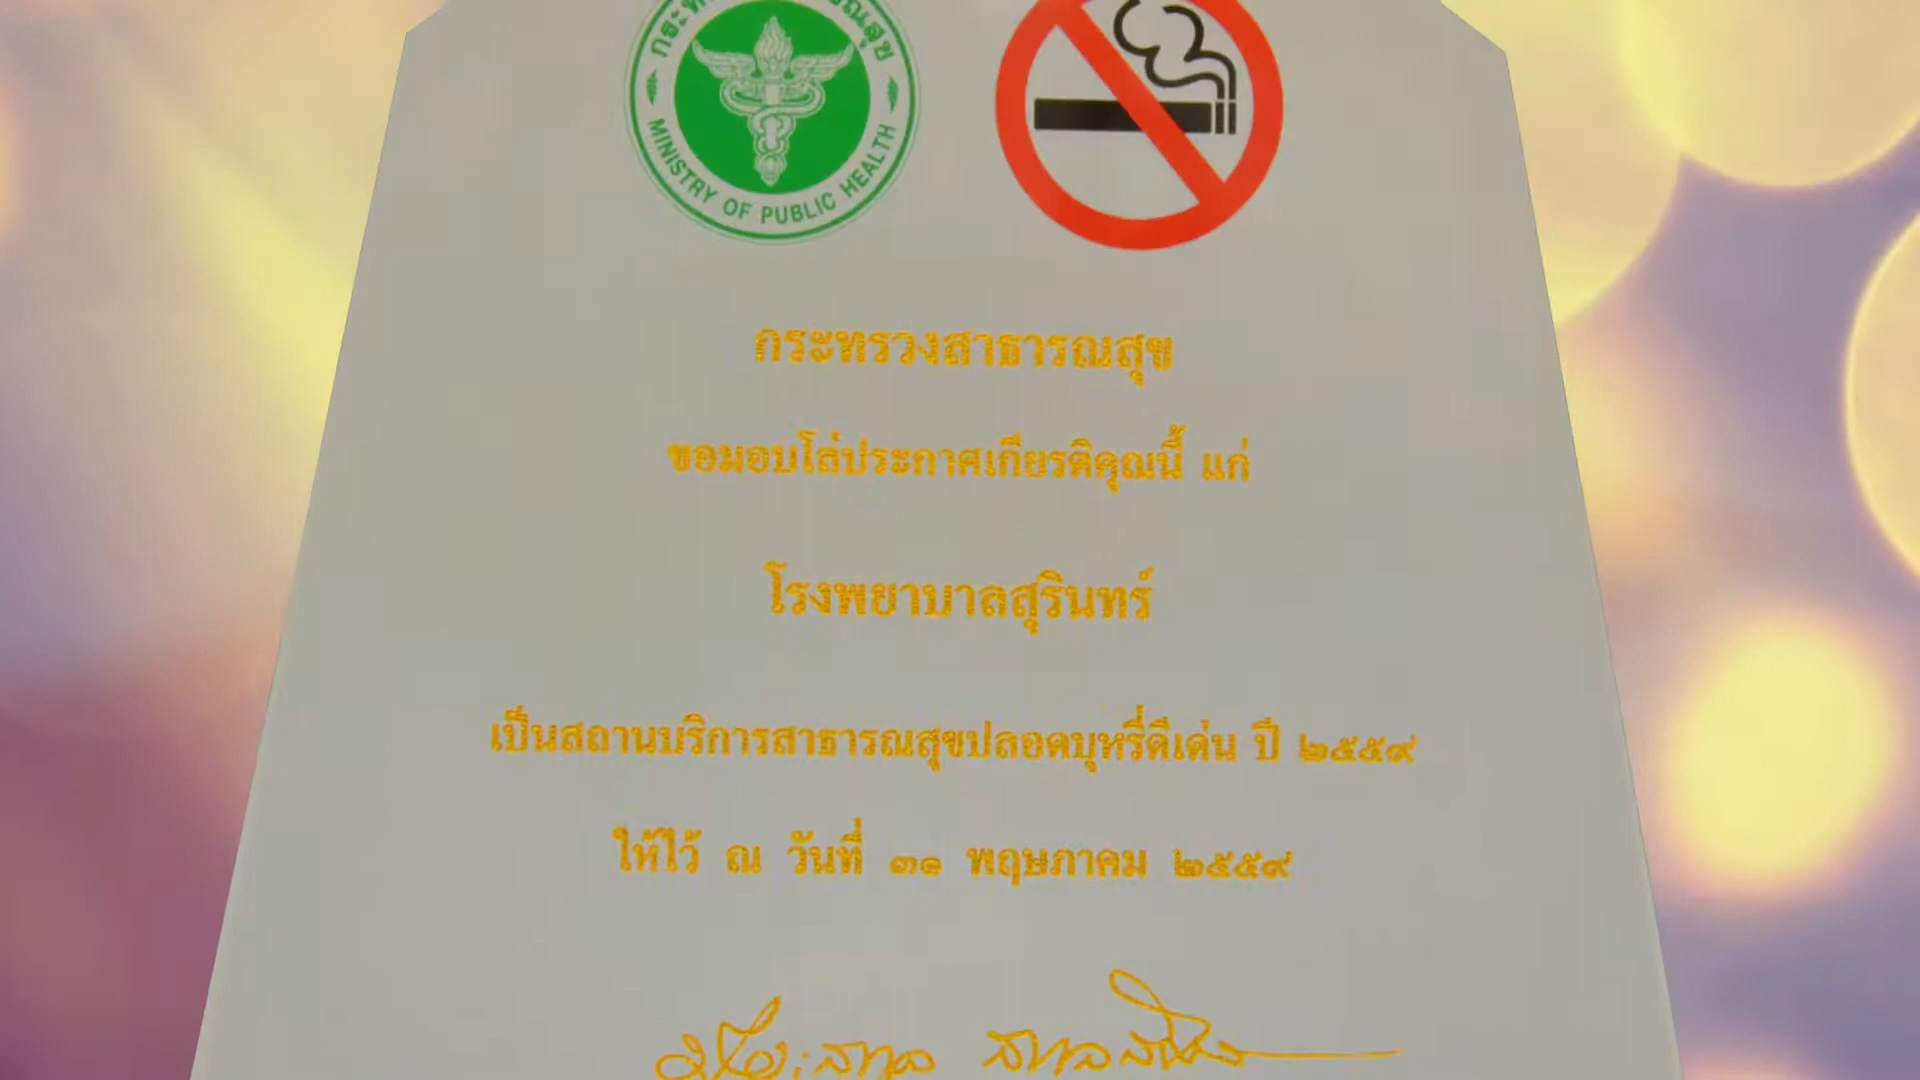 MINISTRY OF PUBLIC HEALTH
กระทรวงสาธารณสุข
ขอมอบโล่ประกาศเกียรติคุณนี้ แก่
โรงพยาบาลสุรินทร์
เป็นสถานบริการสาธารณสุขปลอดบุหรี่ดีเด่น ปี ๒๕๕๙
ให้ไว้ ณ วันที่ ๓๑ พฤษภาคม ๒๕๕๙